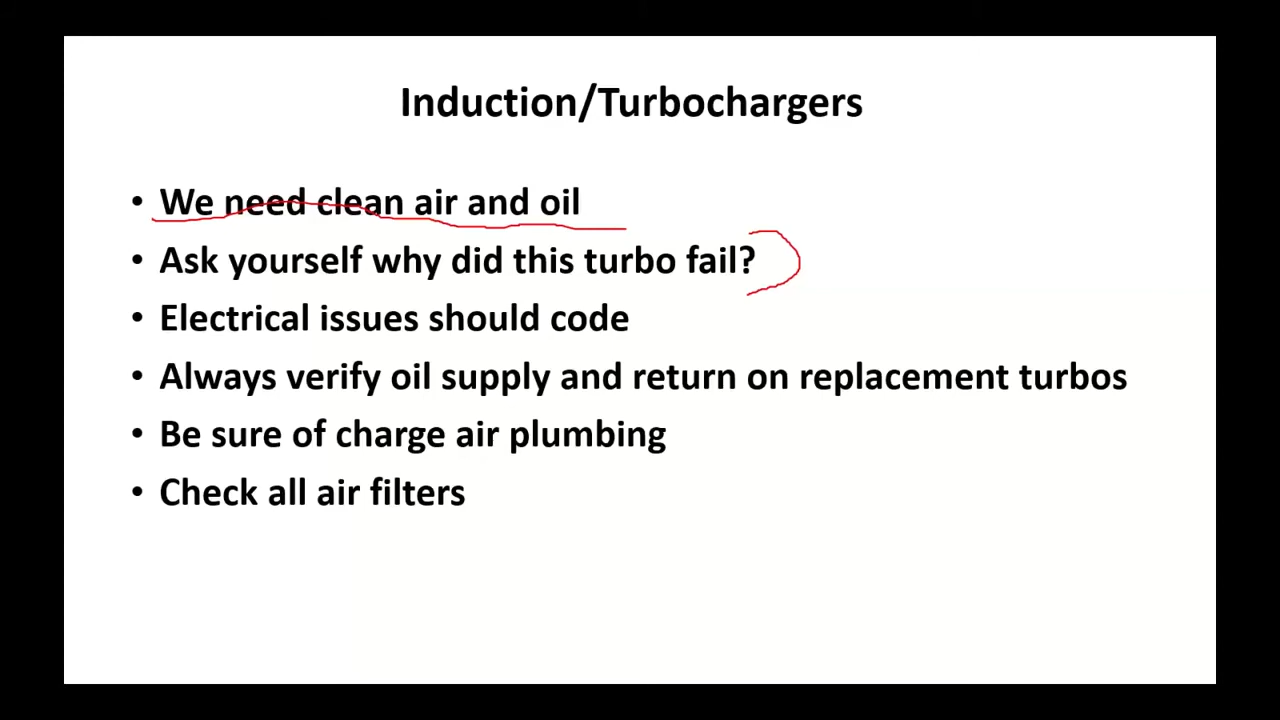 Induction/Turbochargers
• We need clean air and oil
• Ask yourself why did this turbo fail?
• Electrical issues should code
• Always verify oil supply and return on replacement turbos
• Be sure of charge air plumbing
• Check all air filters